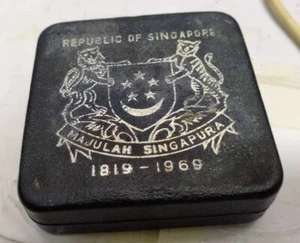 REPUBLIC OF SINGAPORE
MAJULAH SINGAPURA
1819 - 1969